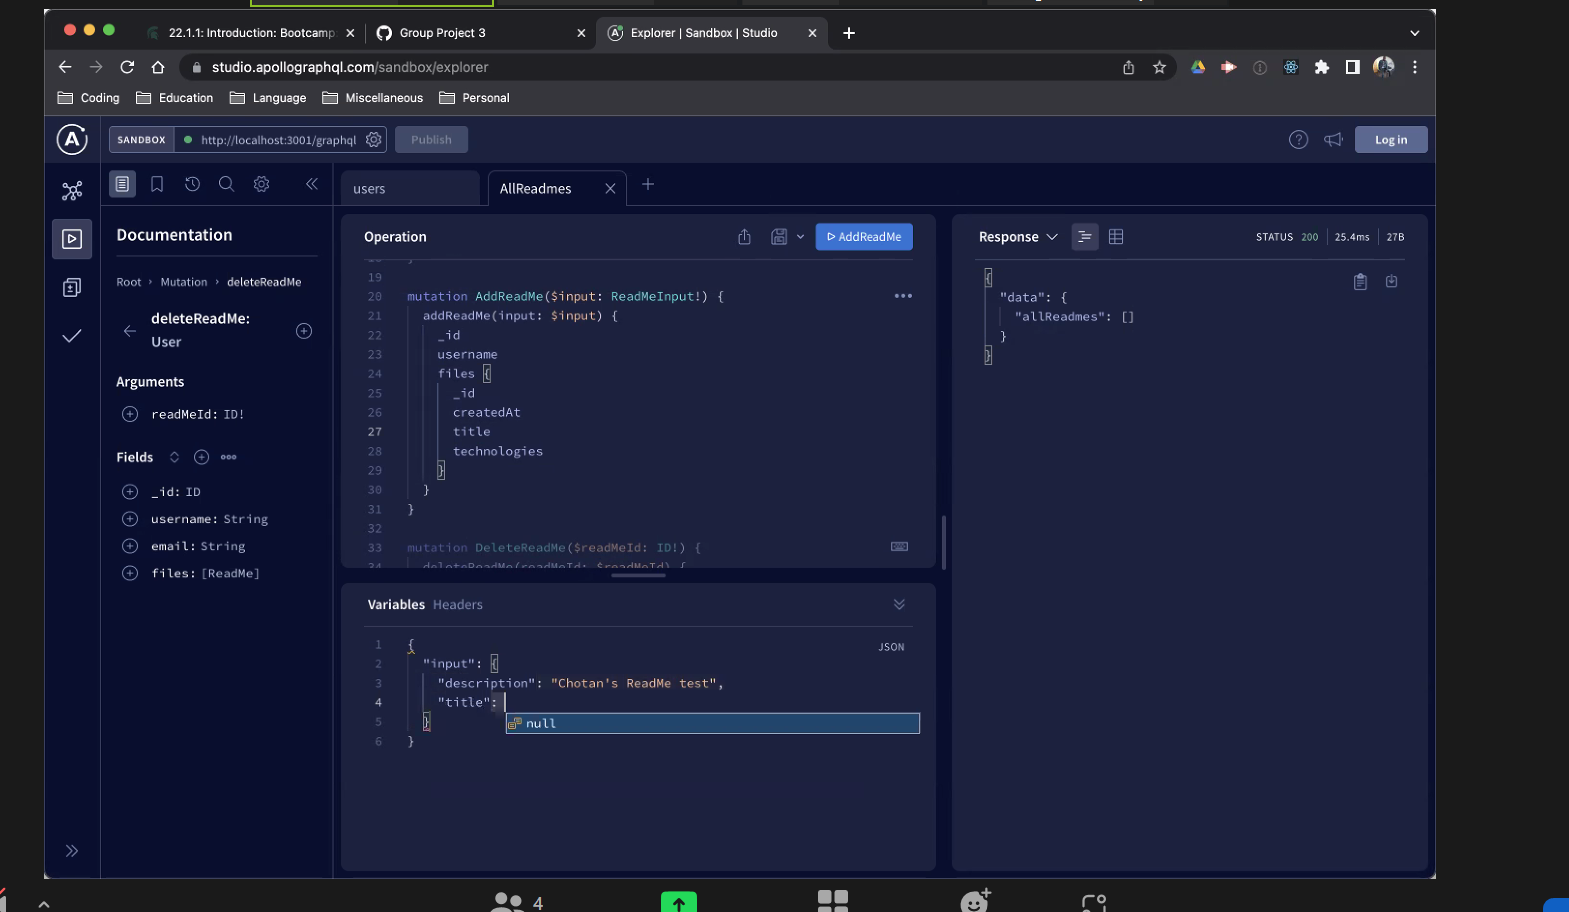 22.1.1: Introduction: Bootcamp:
Group Project 3
Explorer | Sandbox | Studio
studio.apollographql.com/sandbox/explorer
Coding
Education
Language
Miscellaneous
Personal
SANDBOX
http://localhost:3001/graphql
Publish
Log in
users
AllReadmes
Documentation
Root › Mutation › deleteReadMe
deleteReadMe:
User
Arguments
readMeId: ID!
Fields
_id: ID
username: String
email: String
files: [ReadMe]
Operation
AddReadMe
19
20 mutation AddReadMe($input: ReadMeInput!) {
21 addReadMe(input: $input) {
22 _id
23 username
24 files {
25 _id
26 createdAt
27 title
28 technologies
29 }
30 }
31 }
32
33 mutation DeleteReadMe($readMeId: ID!) {
34 deleteReadMe(readMeId: $readMeId) {
Variables Headers
JSON
1 {
2 "input": {
3 "description": "Chotan's ReadMe test",
4 "title":
null
5 }
6 }
Response
STATUS 200 25.4ms 27B
{
"data": {
"allReadmes": []
}
}
4